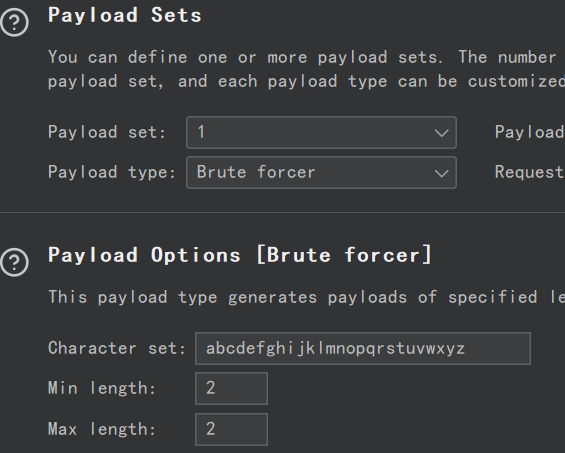 Payload Sets
You can define one or more payload sets. The number
payload set, and each payload type can be customized
Payload set: 1 Payload
Payload type: Brute forcer Request
Payload Options [Brute forcer]
This payload type generates payloads of specified le
Character set: abcdefghijklmnopqrstuvwxyz
Min length: 2
Max length: 2